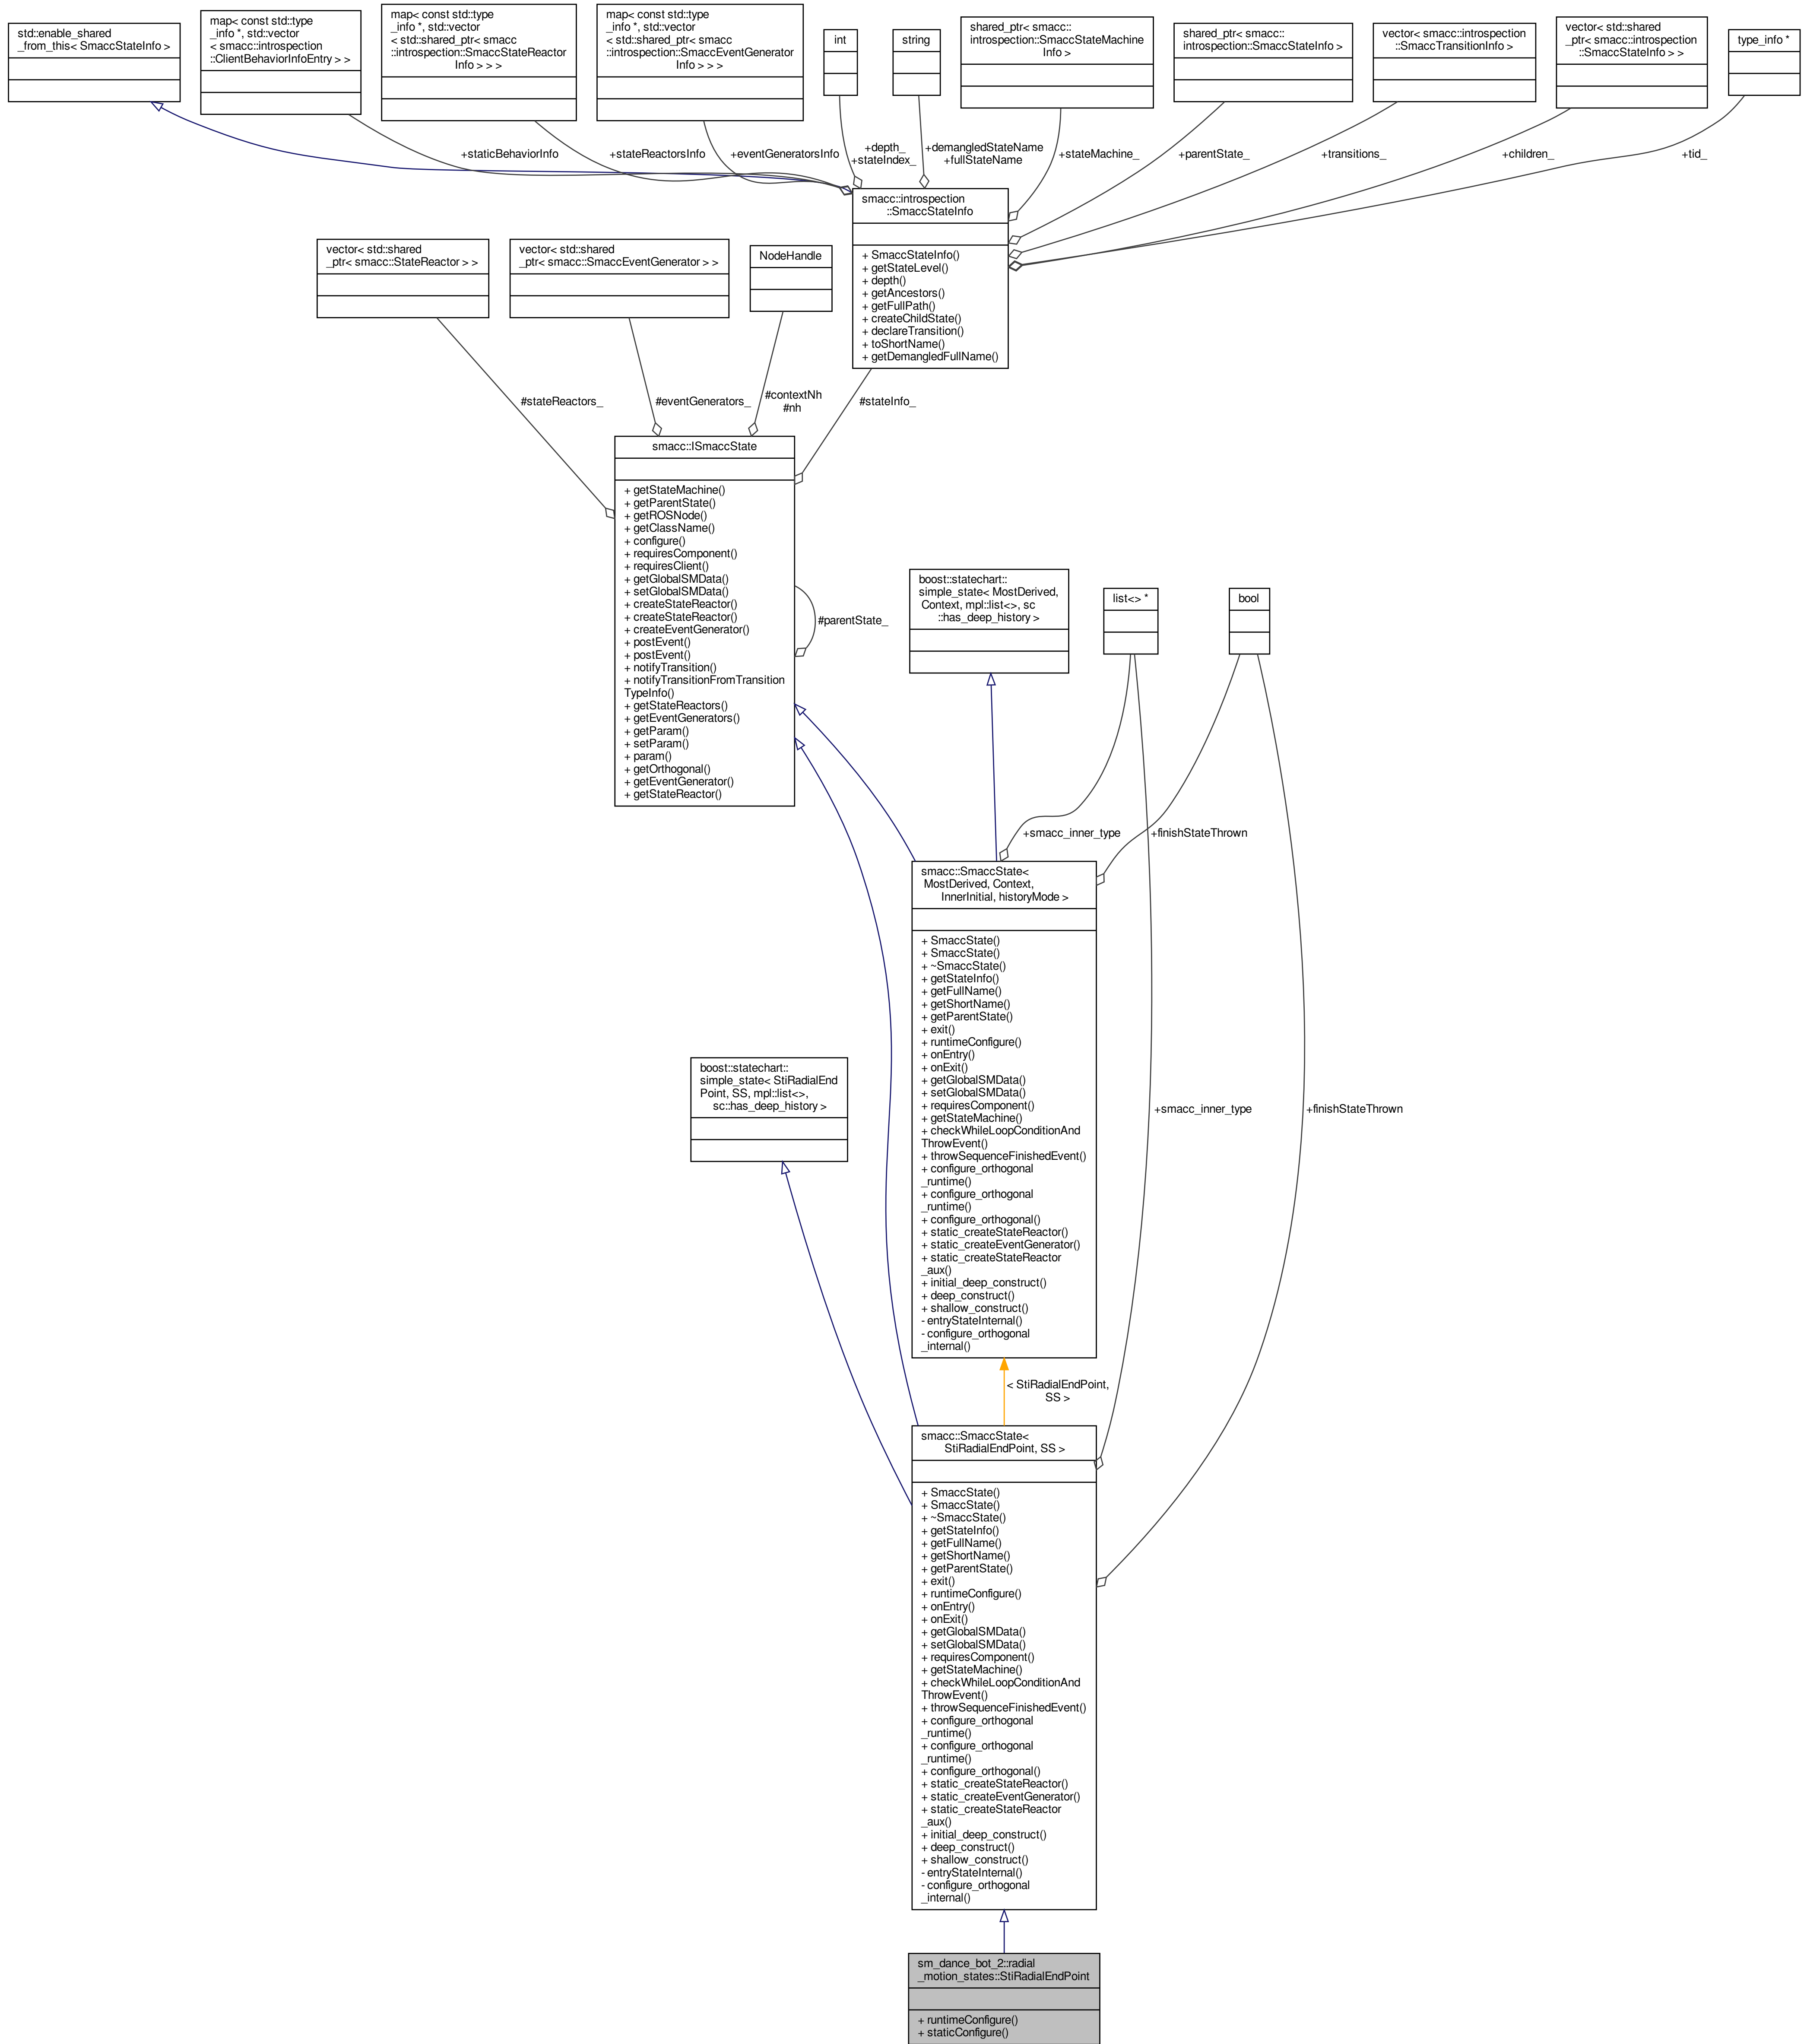 std::enable_shared
_from_this< SmaccStateInfo >
map< const std::type
_info *, std::vector
< smacc::introspection
::ClientBehaviorInfoEntry > >
map< const std::type
_info *, std::vector
< std::shared_ptr< smacc
::introspection::SmaccStateReactor
Info > > >
map< const std::type
_info *, std::vector
< std::shared_ptr< smacc
::introspection::SmaccEventGenerator
Info > > >
int
string
shared_ptr< smacc::
introspection::SmaccStateMachine
Info >
shared_ptr< smacc::
introspection::SmaccStateInfo >
vector< smacc::introspection
::SmaccTransitionInfo >
vector< std::shared
_ptr< smacc::introspection
::SmaccStateInfo > >
type_info *
+staticBehaviorInfo
+stateReactorsInfo
+eventGeneratorsInfo
+depth_
+stateIndex_
+demangledStateName
+fullStateName
+stateMachine_
+parentState_
+transitions_
+children_
+tid_
smacc::introspection
::SmaccStateInfo
+ SmaccStateInfo()
+ getStateLevel()
+ depth()
+ getAncestors()
+ getFullPath()
+ createChildState()
+ declareTransition()
+ toShortName()
+ getDemangledFullName()
vector< std::shared
_ptr< smacc::StateReactor > >
vector< std::shared
_ptr< smacc::SmaccEventGenerator > >
NodeHandle
#stateReactors_
#eventGenerators_
#contextNh
#nh
#stateInfo_
smacc::ISmaccState
+ getStateMachine()
+ getParentState()
+ getROSNode()
+ getClassName()
+ configure()
+ requiresComponent()
+ requiresClient()
+ getGlobalSMData()
+ setGlobalSMData()
+ createStateReactor()
+ createStateReactor()
+ createEventGenerator()
+ postEvent()
+ postEvent()
+ notifyTransition()
+ notifyTransitionFromTransition
TypeInfo()
+ getStateReactors()
+ getEventGenerators()
+ getParam()
+ setParam()
+ param()
+ getOrthogonal()
+ getEventGenerator()
+ getStateReactor()
#parentState_
boost::statechart::
simple_state< MostDerived,
Context, mpl::list<>, sc
::has_deep_history >
list<> *
bool
+smacc_inner_type
+finishStateThrown
smacc::SmaccState<
MostDerived, Context,
InnerInitial, historyMode >
+ SmaccState()
+ SmaccState()
+ ~SmaccState()
+ getStateInfo()
+ getFullName()
+ getShortName()
+ getParentState()
+ exit()
+ runtimeConfigure()
+ onEntry()
+ onExit()
+ getGlobalSMData()
+ setGlobalSMData()
+ requiresComponent()
+ getStateMachine()
+ checkWhileLoopConditionAnd
ThrowEvent()
+ throwSequenceFinishedEvent()
+ configure_orthogonal
_runtime()
+ configure_orthogonal
_runtime()
+ configure_orthogonal()
+ static_createStateReactor()
+ static_createEventGenerator()
+ static_createStateReactor
_aux()
+ initial_deep_construct()
+ deep_construct()
+ shallow_construct()
- entryStateInternal()
- configure_orthogonal
_internal()
boost::statechart::
simple_state< StiRadialEnd
Point, SS, mpl::list<>,
sc::has_deep_history >
+smacc_inner_type
+finishStateThrown
< StiRadialEndPoint,
SS >
smacc::SmaccState<
StiRadialEndPoint, SS >
+ SmaccState()
+ SmaccState()
+ ~SmaccState()
+ getStateInfo()
+ getFullName()
+ getShortName()
+ getParentState()
+ exit()
+ runtimeConfigure()
+ onEntry()
+ onExit()
+ getGlobalSMData()
+ setGlobalSMData()
+ requiresComponent()
+ getStateMachine()
+ checkWhileLoopConditionAnd
ThrowEvent()
+ throwSequenceFinishedEvent()
+ configure_orthogonal
_runtime()
+ configure_orthogonal
_runtime()
+ configure_orthogonal()
+ static_createStateReactor()
+ static_createEventGenerator()
+ static_createStateReactor
_aux()
+ initial_deep_construct()
+ deep_construct()
+ shallow_construct()
- entryStateInternal()
- configure_orthogonal
_internal()
sm_dance_bot_2::radial
_motion_states::StiRadialEndPoint
+ runtimeConfigure()
+ staticConfigure()